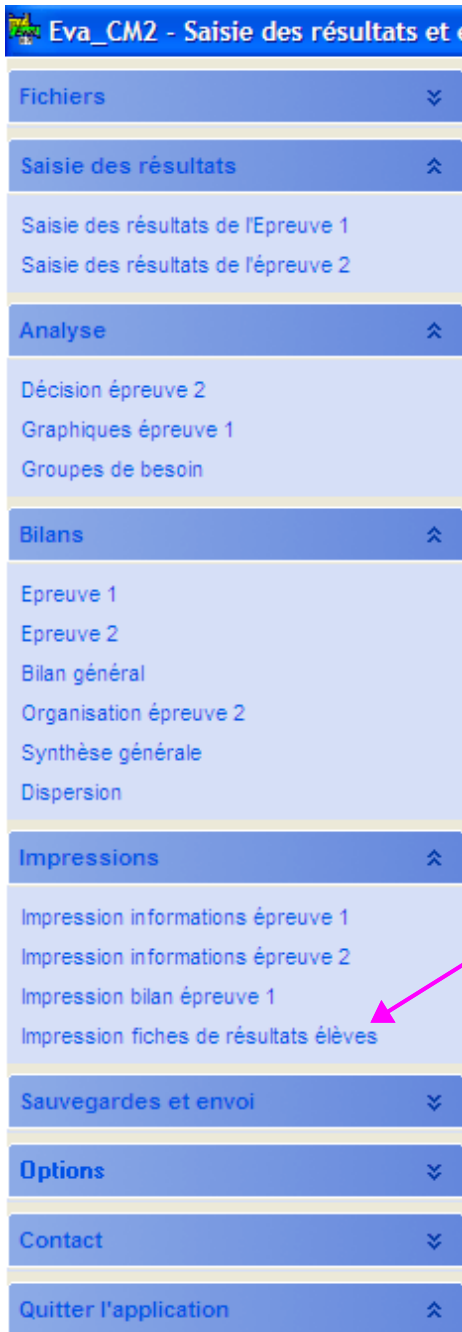 Eva_CM2 - Saisie des résultats et
Fichiers
Saisie des résultats
Saisie des résultats de l'Epreuve 1
Saisie des résultats de l'épreuve 2
Analyse
Décision épreuve 2
Graphiques épreuve 1
Groupes de besoin
Bilans
Epreuve 1
Epreuve 2
Bilan général
Organisation épreuve 2
Synthèse générale
Dispersion
Impressions
Impression informations épreuve 1
Impression informations épreuve 2
Impression bilan épreuve 1
Impression fiches de résultats élèves
Sauvegardes et envoi
Options
Contact
Quitter l'application